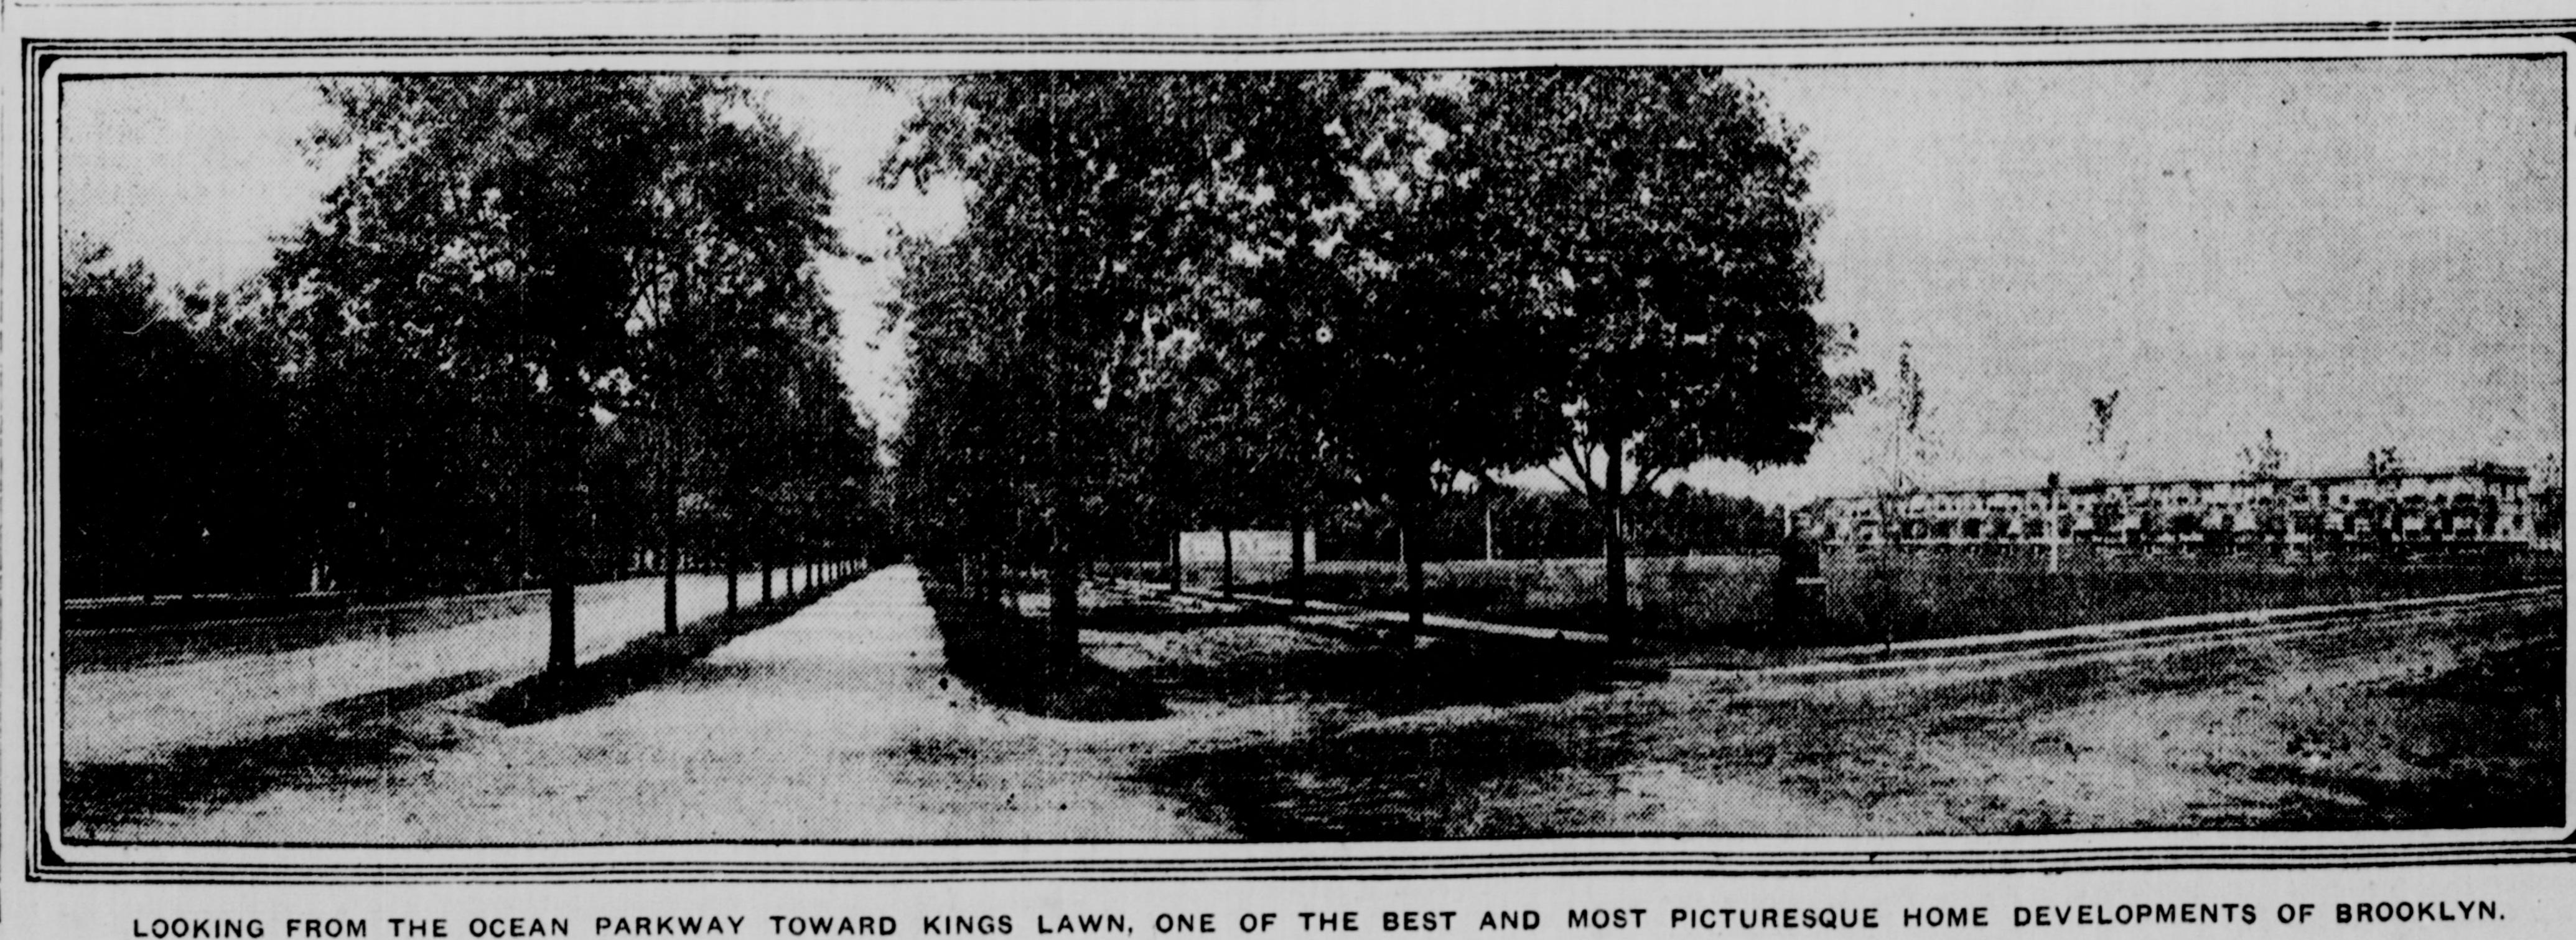 LOOKING FROM THE OCEAN PARKWAY TOWARD KINGS LAWN, ONE OF THE BEST AND MOST PICTURESQUE HOME DEVELOPMENTS OF BROOKLYN.